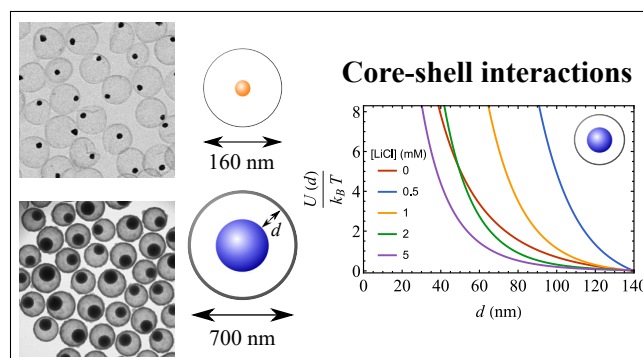 160 nm
d
700 nm
Core-shell interactions
U(d)
k_B T
8
6
4
2
0
[LiCl] (mM)
0
0.5
1
2
5
0 20 40 60 80 100 120 140
d (nm)